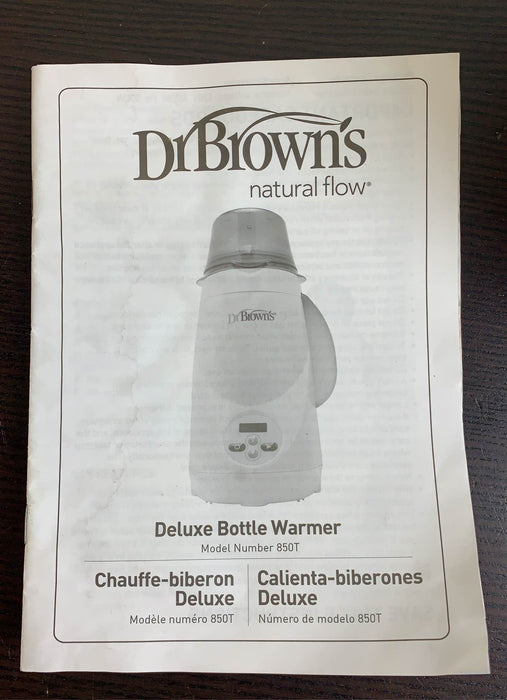 DrBrown's
natural flow®
DrBrown's
Deluxe Bottle Warmer
Model Number 850T
Chauffe-biberon
Deluxe
Modèle numéro 850T
Calienta-biberones
Deluxe
Número de modelo 850T